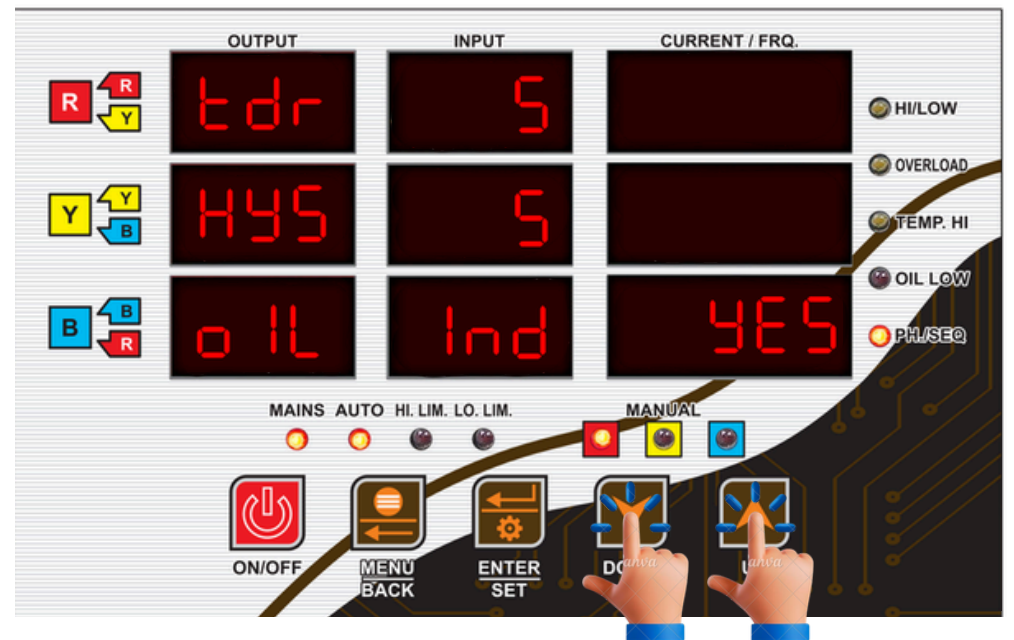 OUTPUT INPUT CURRENT / FRQ.
R R Y tdr 5
HI/LOW
OVERLOAD
Y Y B HYS 5
TEMP. HI
OIL LOW
B B R oIL Ind YES
PH./SEQ
MAINS AUTO HI. LIM. LO. LIM. MANUAL
ON/OFF MENU ENTER
BACK SET